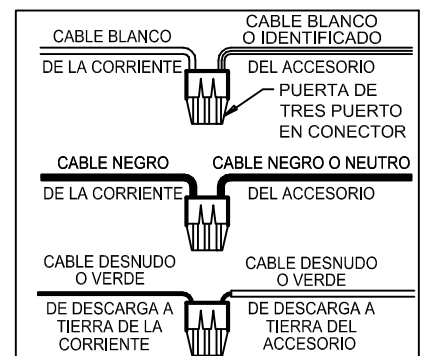 CABLE BLANCO
CABLE BLANCO
O IDENTIFICADO
DE LA CORRIENTE
DEL ACCESORIO
PUERTA DE
TRES PUERTO
EN CONECTOR
CABLE NEGRO
CABLE NEGRO O NEUTRO
DE LA CORRIENTE
DEL ACCESORIO
CABLE DESNUDO
O VERDE
CABLE DESNUDO
O VERDE
DE DESCARGA A
TIERRA DE LA
CORRIENTE
DE DESCARGA A
TIERRA DEL
ACCESORIO